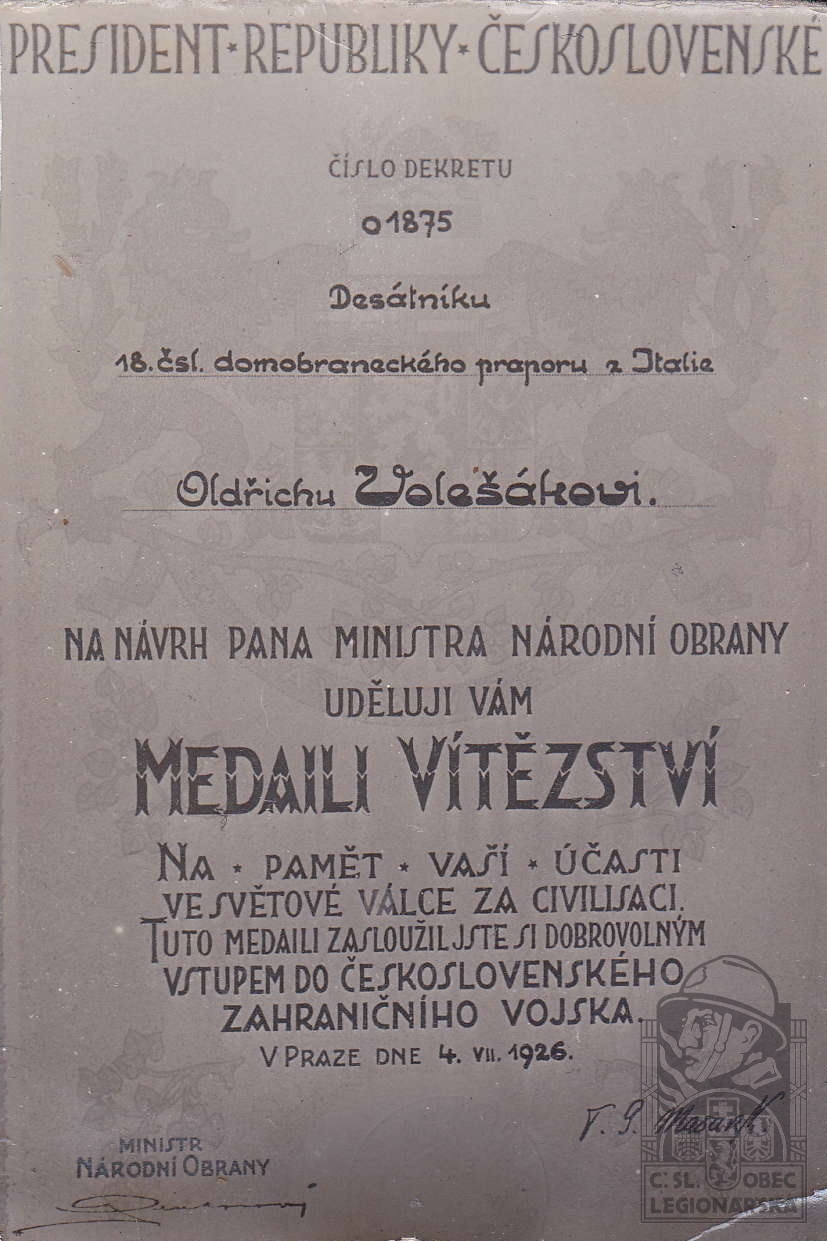 PRESIDENT * REPUBLIKY * ČESKOSLOVENSKÉ
ČÍSLO DEKRETU
01875
Desátníku
18. čsl. domobraneckého praporu z Italie
Oldřichu Volešákovi.
NA NÁVRH PANA MINISTRA NÁRODNÍ OBRANY
UDĚLUJI VÁM
MEDAILI VÍTĚZSTVÍ
NA * PAMĚT * VAŠÍ * ÚČASTI
VE SVĚTOVÉ VÁLCE ZA CIVILISACI.
TUTO MEDAILI ZASLOUŽIL JSTE SI DOBROVOLNÝM
VSTUPEM DO ČESKOSLOVENSKÉHO
ZAHRANIČNÍHO VOJSKA.
V PRAZE DNE 4. VII. 1926.
T. G. Masaryk
MINISTR
NÁRODNÍ OBRANY
Č. SL. OBEC
LEGIONÁŘSKÁ